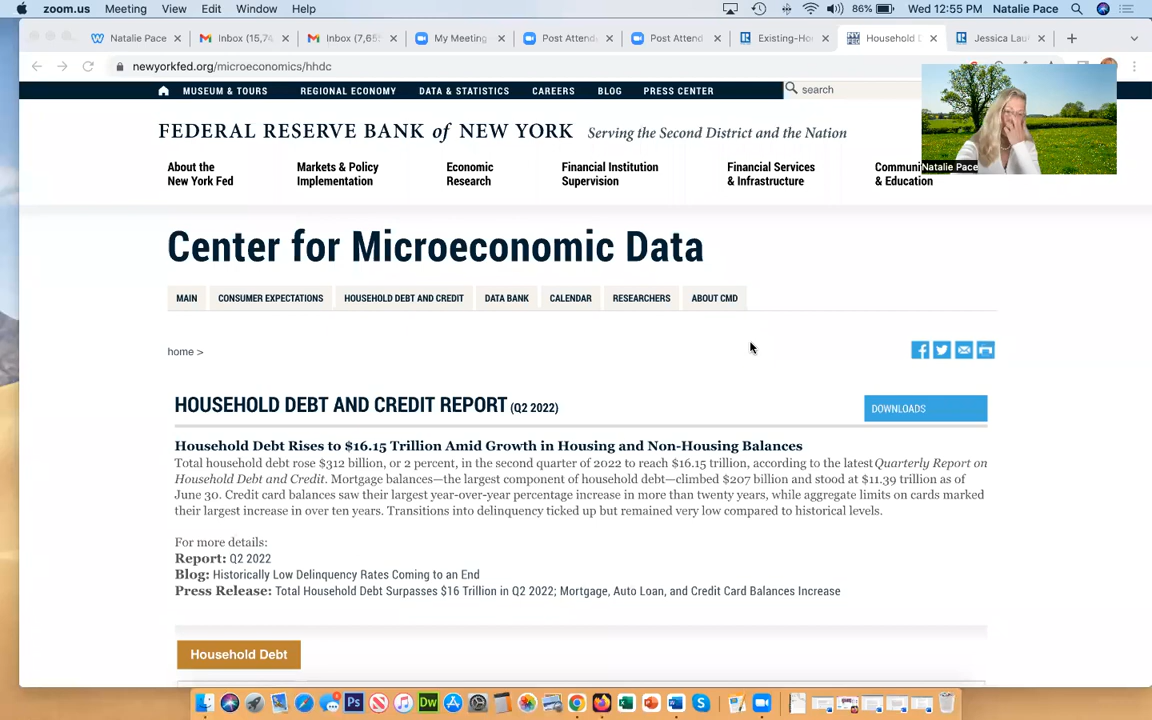 zoom.us Meeting View Edit Window Help 86% Wed 12:55 PM Natalie Pace
Natalie Pace Inbox (15,74 Inbox (7,65 My Meeting Post Attend Post Attend Existing-Ho Household D Jessica Lau
newyorkfed.org/microeconomics/hhdc
MUSEUM & TOURS REGIONAL ECONOMY DATA & STATISTICS CAREERS BLOG PRESS CENTER search
FEDERAL RESERVE BANK of NEW YORK Serving the Second District and the Nation
Natalie Pace
About the Markets & Policy Economic Financial Institution Financial Services Communi
New York Fed Implementation Research Supervision & Infrastructure & Education
Center for Microeconomic Data
MAIN CONSUMER EXPECTATIONS HOUSEHOLD DEBT AND CREDIT DATA BANK CALENDAR RESEARCHERS ABOUT CMD
home >
HOUSEHOLD DEBT AND CREDIT REPORT (Q2 2022) DOWNLOADS
Household Debt Rises to $16.15 Trillion Amid Growth in Housing and Non-Housing Balances
Total household debt rose $312 billion, or 2 percent, in the second quarter of 2022 to reach $16.15 trillion, according to the latest Quarterly Report on
Household Debt and Credit. Mortgage balances—the largest component of household debt—climbed $207 billion and stood at $11.39 trillion as of
June 30. Credit card balances saw their largest year-over-year percentage increase in more than twenty years, while aggregate limits on cards marked
their largest increase in over ten years. Transitions into delinquency ticked up but remained very low compared to historical levels.
For more details:
Report: Q2 2022
Blog: Historically Low Delinquency Rates Coming to an End
Press Release: Total Household Debt Surpasses $16 Trillion in Q2 2022; Mortgage, Auto Loan, and Credit Card Balances Increase
Household Debt